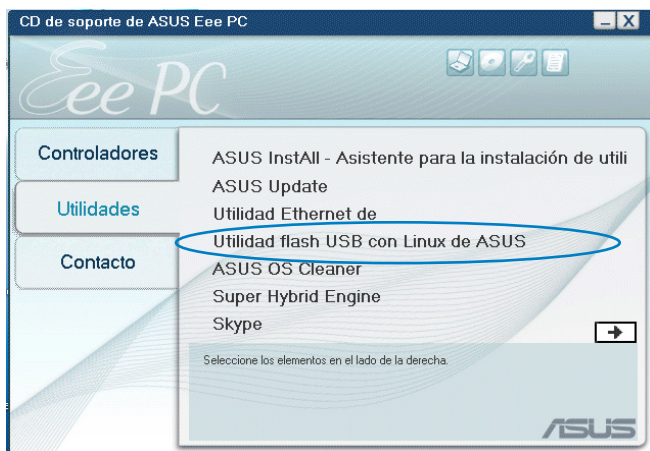 CD de soporte de ASUS Eee PC
Eee PC
Controladores
Utilidades
Contacto
ASUS InstAll - Asistente para la instalación de utili
ASUS Update
Utilidad Ethernet de
Utilidad flash USB con Linux de ASUS
ASUS OS Cleaner
Super Hybrid Engine
Skype
Seleccione los elementos en el lado de la derecha.
ASUS